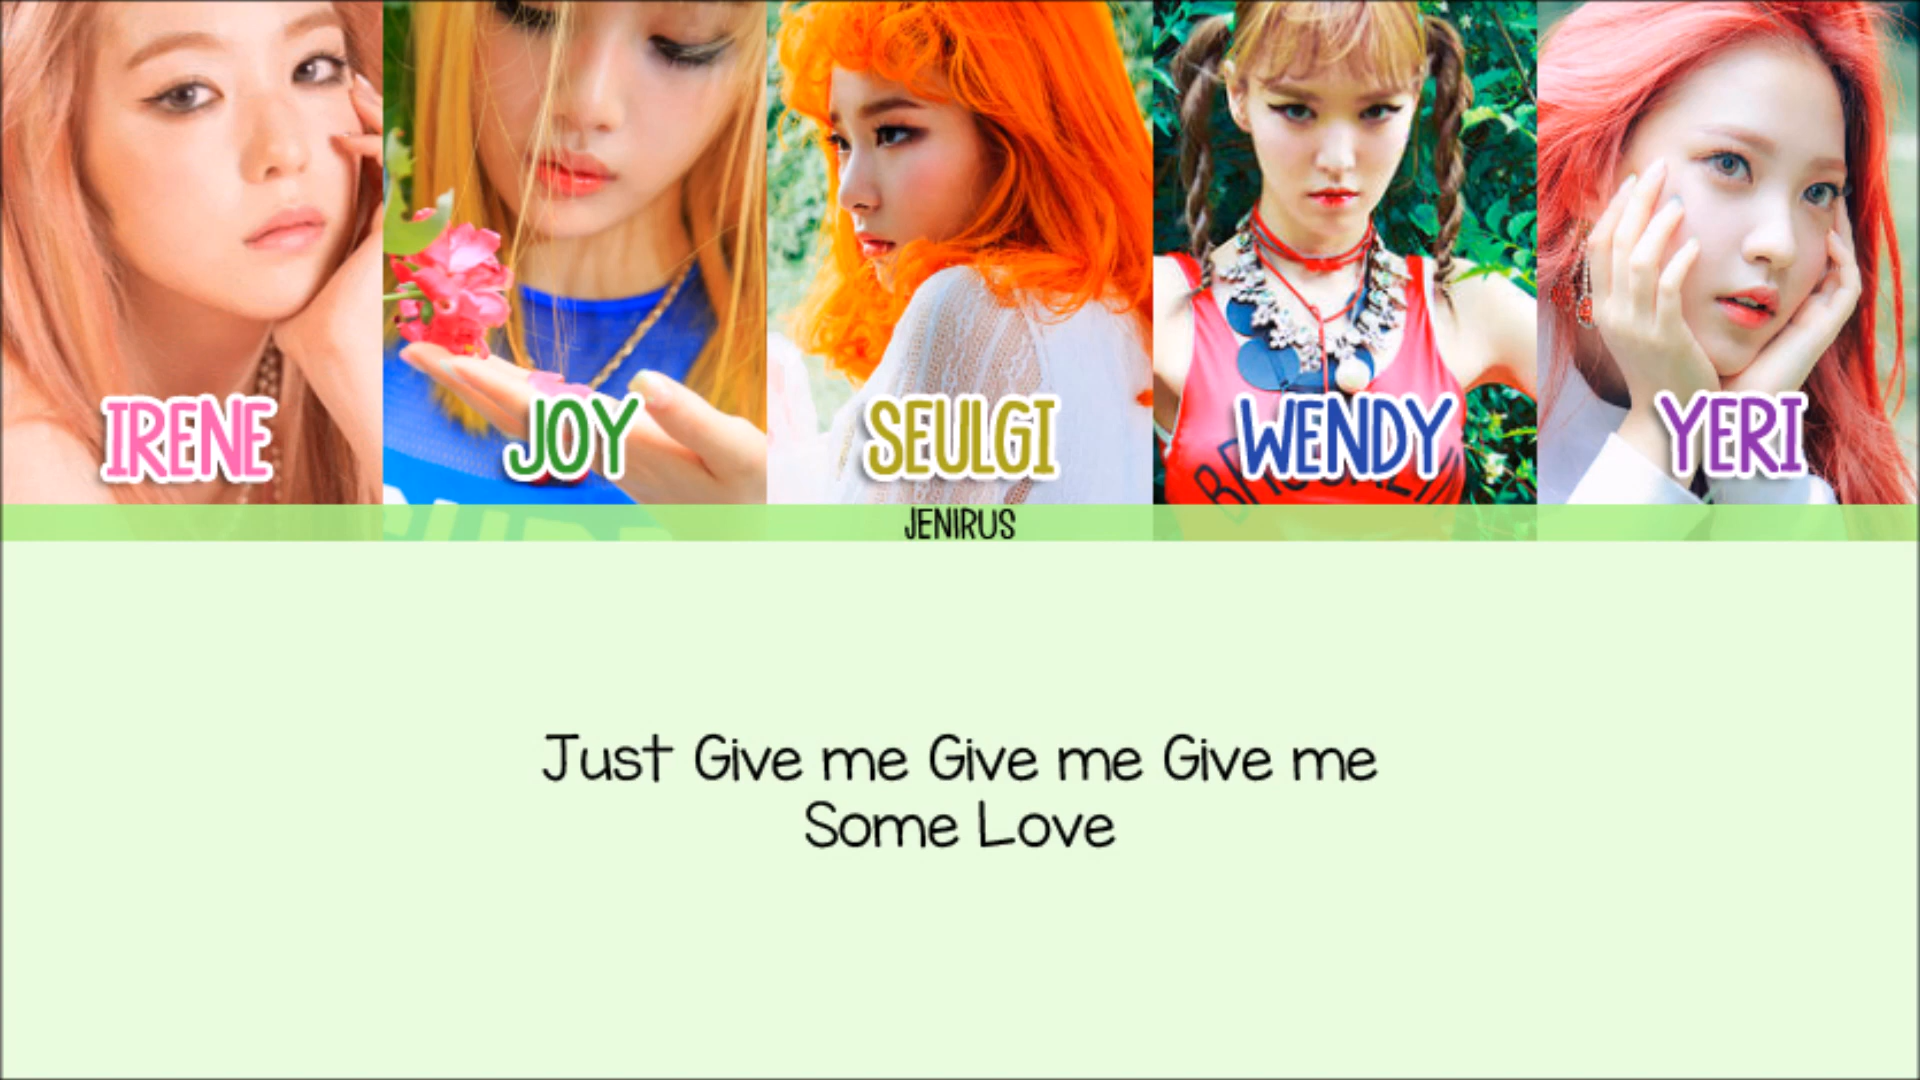 IRENE
JOY
SEULGI
WENDY
YERI
JENIRUS
Just Give me Give me Give me
Some Love